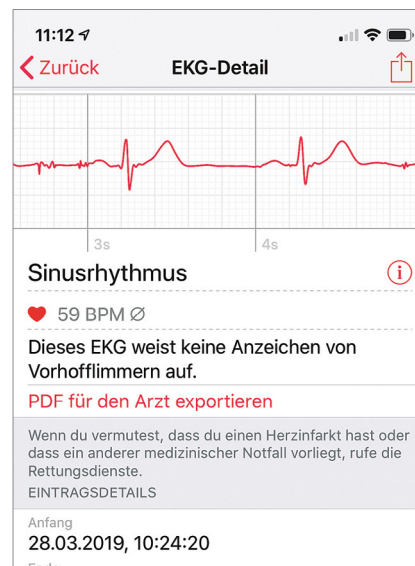 11:12
Zurück
EKG-Detail
3s
4s
Sinusrhythmus
59 BPM Ø
Dieses EKG weist keine Anzeichen von
Vorhofflimmern auf.
PDF für den Arzt exportieren
Wenn du vermutest, dass du einen Herzinfarkt hast oder
dass ein anderer medizinischer Notfall vorliegt, rufe die
Rettungsdienste.
EINTRAGSDETAILS
Anfang
28.03.2019, 10:24:20